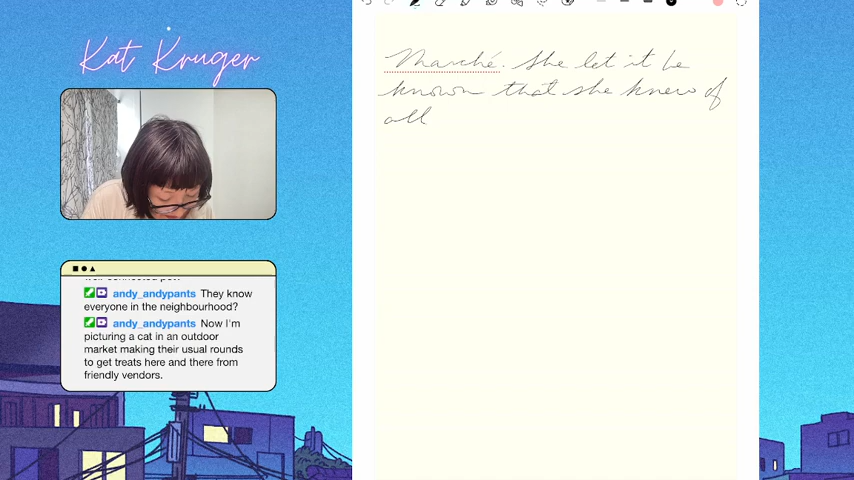 Kat Kruger
Marché. She let it be
known that she knew of
all
andy_andypants They know
everyone in the neighbourhood?
andy_andypants Now I'm
picturing a cat in an outdoor
market making their usual rounds
to get treats here and there from
friendly vendors.